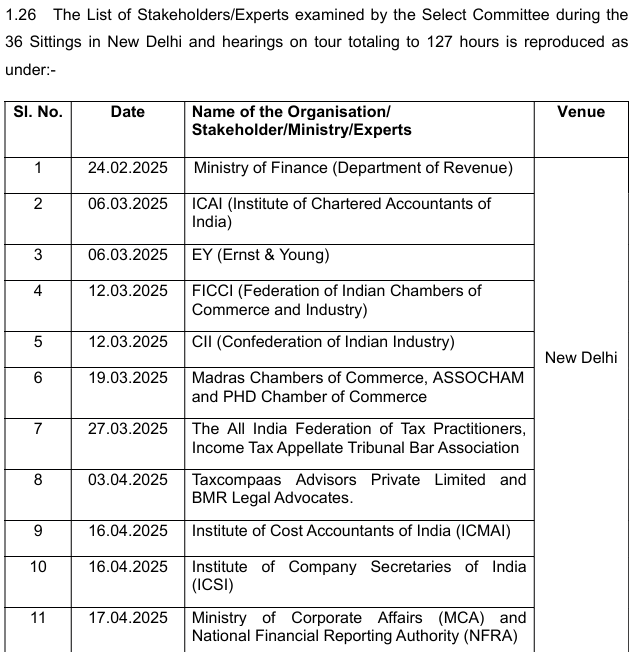 1.26 The List of Stakeholders/Experts examined by the Select Committee during the
36 Sittings in New Delhi and hearings on tour totaling to 127 hours is reproduced as
under:-
Sl. No. Date Name of the Organisation/ Venue
Stakeholder/Ministry/Experts
1 24.02.2025 Ministry of Finance (Department of Revenue)
2 06.03.2025 ICAI (Institute of Chartered Accountants of
India)
3 06.03.2025 EY (Ernst & Young)
4 12.03.2025 FICCI (Federation of Indian Chambers of
Commerce and Industry)
5 12.03.2025 CII (Confederation of Indian Industry)
New Delhi
6 19.03.2025 Madras Chambers of Commerce, ASSOCHAM
and PHD Chamber of Commerce
7 27.03.2025 The All India Federation of Tax Practitioners,
Income Tax Appellate Tribunal Bar Association
8 03.04.2025 Taxcompaas Advisors Private Limited and
BMR Legal Advocates.
9 16.04.2025 Institute of Cost Accountants of India (ICMAI)
10 16.04.2025 Institute of Company Secretaries of India
(ICSI)
11 17.04.2025 Ministry of Corporate Affairs (MCA) and
National Financial Reporting Authority (NFRA)